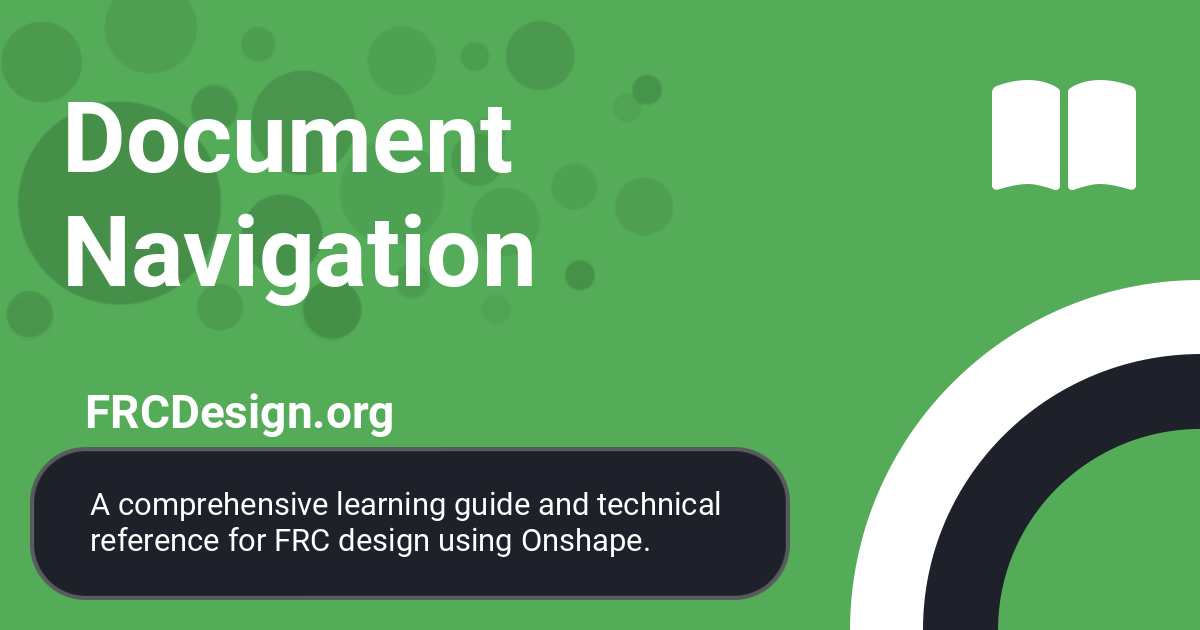 Document
Navigation
FRCDesign.org
A comprehensive learning guide and technical
reference for FRC design using Onshape.